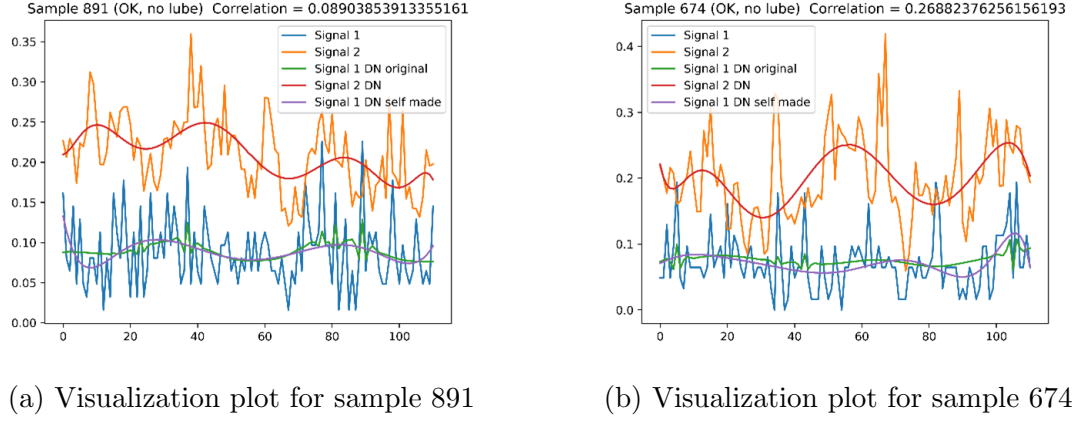 Sample 891 (OK, no lube) Correlation = 0.08903853913355161
0.35
0.30
0.25
0.20
0.15
0.10
0.05
0.00
0
20
40
60
80
100
Signal 1
Signal 2
Signal 1 DN original
Signal 2 DN
Signal 1 DN self made
(a) Visualization plot for sample 891
Sample 674 (OK, no lube) Correlation = 0.26882376256156193
0.4
0.3
0.2
0.1
0.0
0
20
40
60
80
100
Signal 1
Signal 2
Signal 1 DN original
Signal 2 DN
Signal 1 DN self made
(b) Visualization plot for sample 674